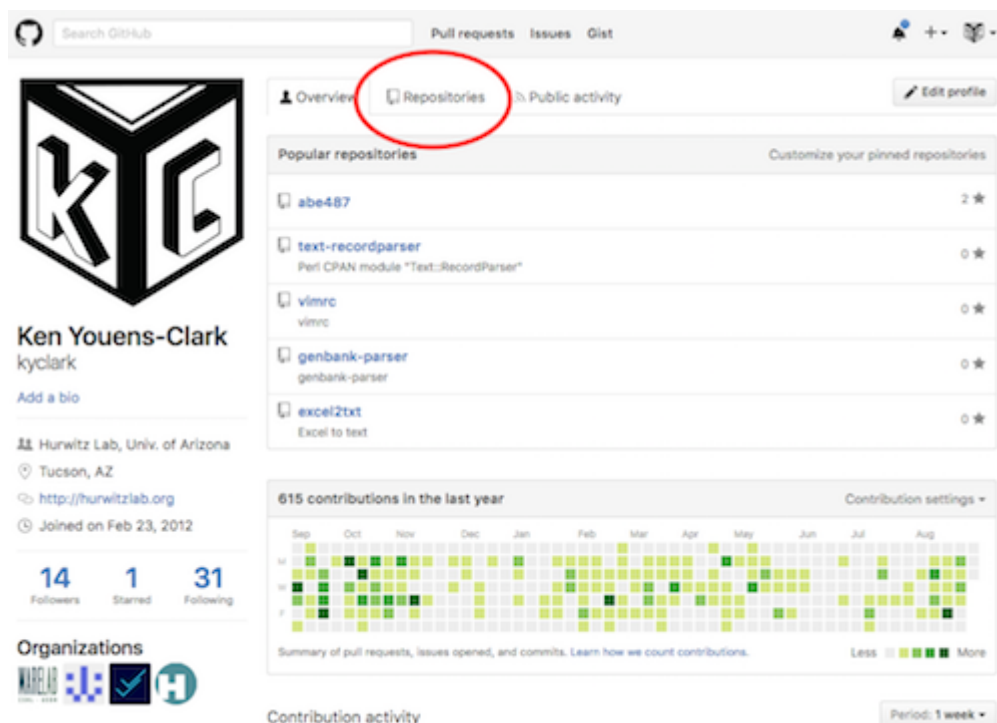 Search GitHub
Pull requests Issues Gist
Overview Repositories Public activity
Edit profile
KYC
Ken Youens-Clark
kyclark
Add a bio
Hurwitz Lab, Univ. of Arizona
Tucson, AZ
http://hurwitzlab.org
Joined on Feb 23, 2012
14 1 31
Followers Starred Following
Organizations
WARELAB
H
Popular repositories Customize your pinned repositories
abe487 2
text-recordparser 0
Perl CPAN module "Text::RecordParser"
vimrc 0
vimrc
genbank-parser 0
genbank-parser
excel2txt 0
Excel to text
615 contributions in the last year Contribution settings
Sep Oct Nov Dec Jan Feb Mar Apr May Jun Jul Aug
M
W
F
Summary of pull requests, issues opened, and commits. Learn how we count contributions. Less More
Contribution activity Period: 1 week